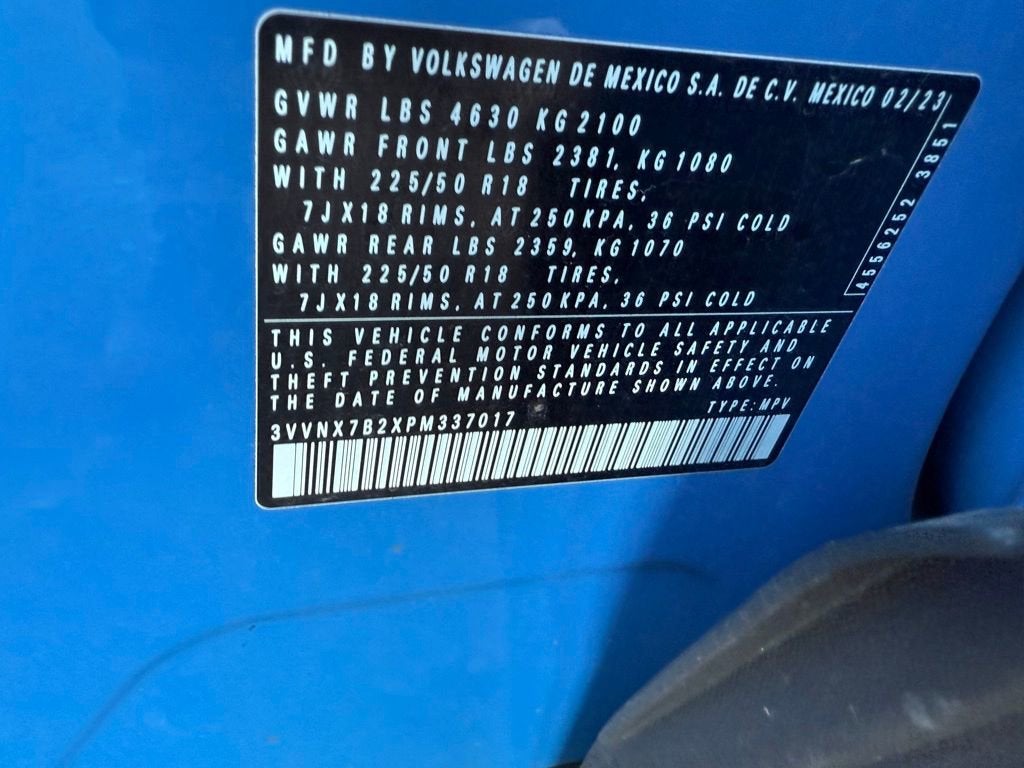 MFD BY VOLKSWAGEN DE MEXICO S.A. DE C.V. MEXICO 02/23
GVWR LBS 4630 KG 2100
GAWR FRONT LBS 2381, KG 1080
WITH 225/50 R18 TIRES,
7JX18 RIMS, AT 250 KPA, 36 PSI COLD
GAWR REAR LBS 2359, KG 1070
WITH 225/50 R18 TIRES,
7JX18 RIMS, AT 250 KPA, 36 PSI COLD
4556252 3851
THIS VEHICLE CONFORMS TO ALL APPLICABLE
U.S. FEDERAL MOTOR VEHICLE SAFETY AND
THEFT PREVENTION STANDARDS IN EFFECT ON
THE DATE OF MANUFACTURE SHOWN ABOVE.
3VVNX7B2XPM337017 TYPE: MPV